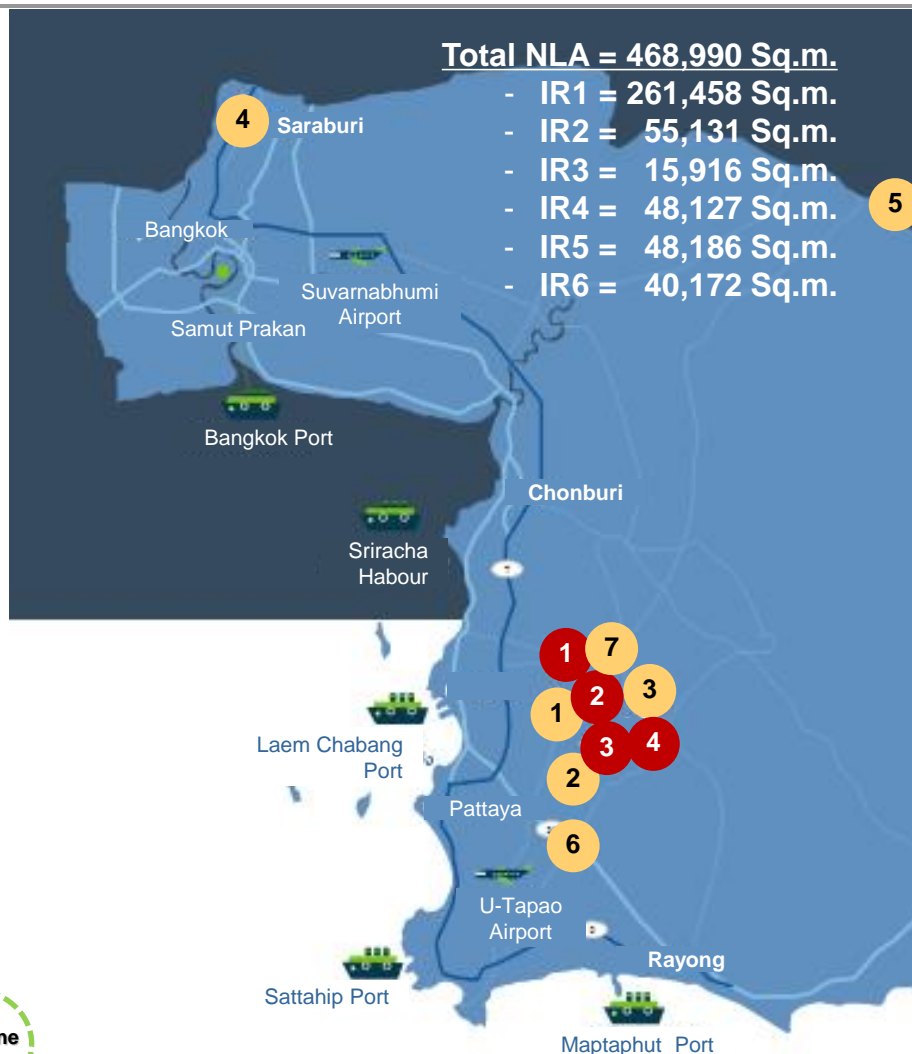 Total NLA = 468,990 Sq.m.
- IR1 = 261,458 Sq.m.
- IR2 = 55,131 Sq.m.
- IR3 = 15,916 Sq.m.
- IR4 = 48,127 Sq.m.
- IR5 = 48,186 Sq.m.
- IR6 = 40,172 Sq.m.
4
Saraburi
5
Bangkok
Suvarnabhumi
Airport
Samut Prakan
Bangkok Port
Chonburi
Sriracha
Habour
7
1
7
2
3
1
3
4
Laem Chabang
Port
2
Pattaya
6
U-Tapao
Airport
3
Rayong
Sattahip Port
Maptaphut Port